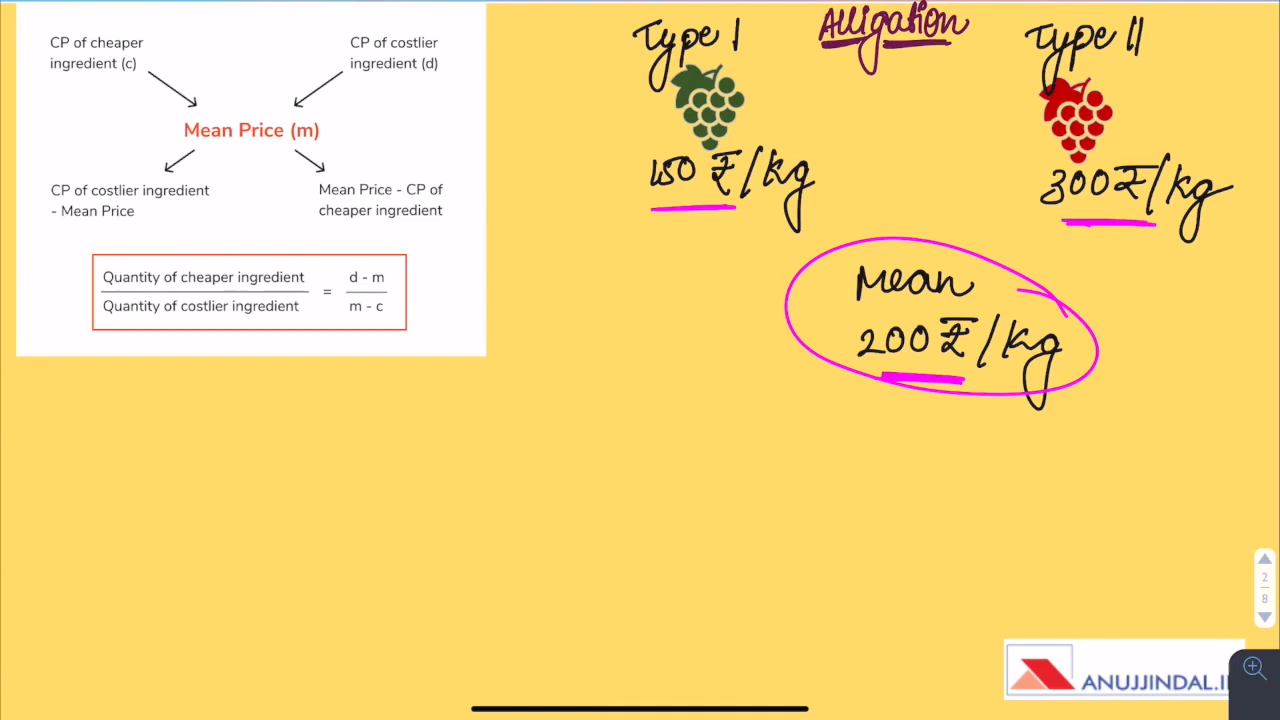 CP of cheaper
ingredient (c)
CP of costlier
ingredient (d)
Mean Price (m)
CP of costlier ingredient
- Mean Price
Mean Price - CP of
cheaper ingredient
Quantity of cheaper ingredient
Quantity of costlier ingredient
=
d - m
m - c
Alligation
Type I
150 ₹/kg
Type II
300 ₹/kg
Mean
200 ₹/kg
2
8
ANUJJINDAL.I